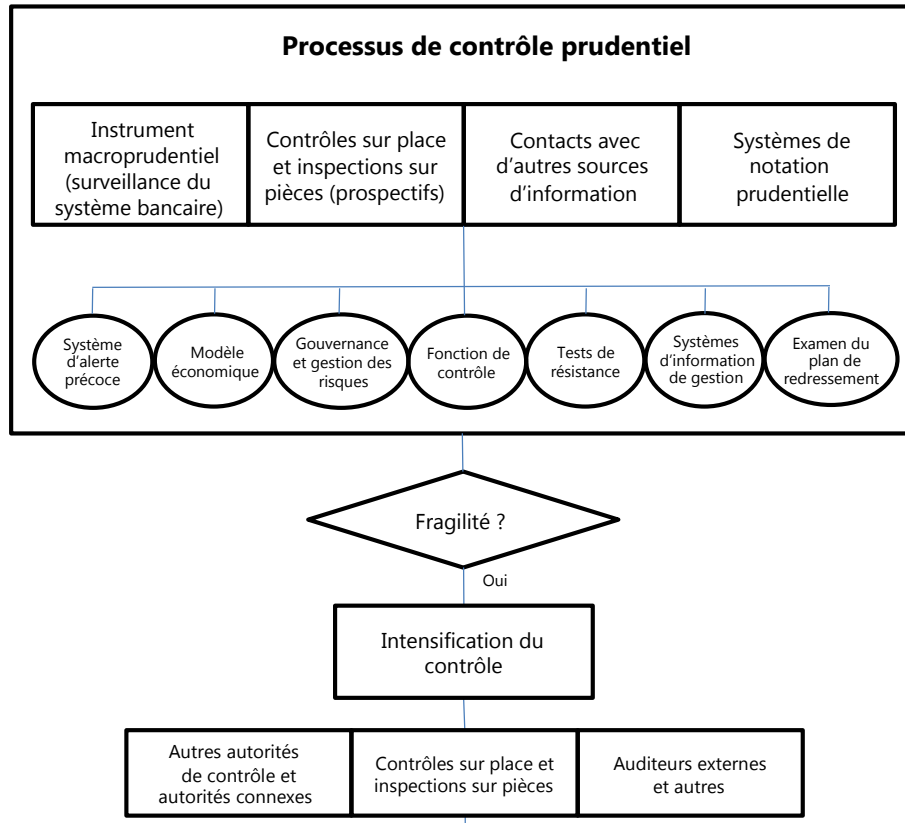 Processus de contrôle prudentiel
Instrument
macroprudentiel
(surveillance du
système bancaire)
Contrôles sur place
et inspections sur
pièces (prospectifs)
Contacts avec
d'autres sources
d'information
Systèmes de
notation
prudentielle
Système
d'alerte
précoce
Modèle
économique
Gouvernance
et gestion des
risques
Fonction de
contrôle
Tests de
résistance
Systèmes
d'information
de gestion
Examen du
plan de
redressement
Fragilité ?
Oui
Intensification du
contrôle
Autres autorités
de contrôle et
autorités connexes
Contrôles sur place et
inspections sur pièces
Auditeurs externes
et autres